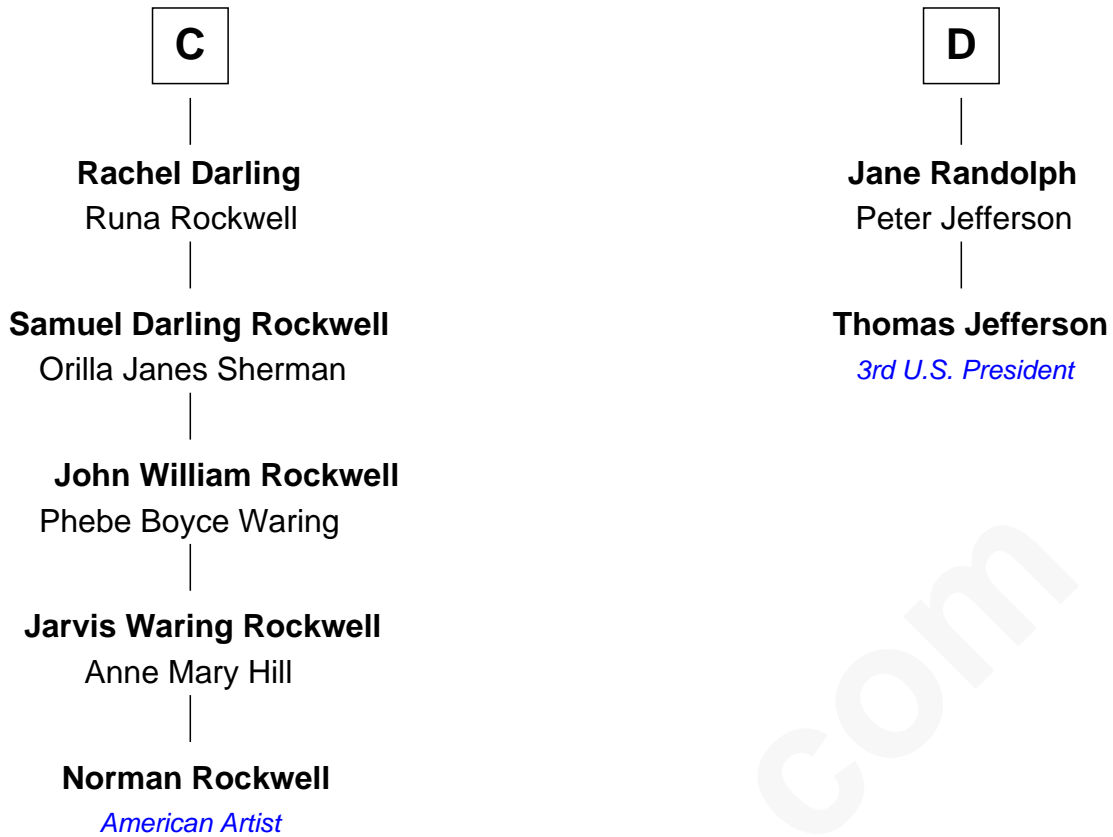 C
Rachel Darling
Runa Rockwell
Samuel Darling Rockwell
Orilla Janes Sherman
John William Rockwell
Phebe Boyce Waring
Jarvis Waring Rockwell
Anne Mary Hill
Norman Rockwell
American Artist
D
Jane Randolph
Peter Jefferson
Thomas Jefferson
3rd U.S. President
com